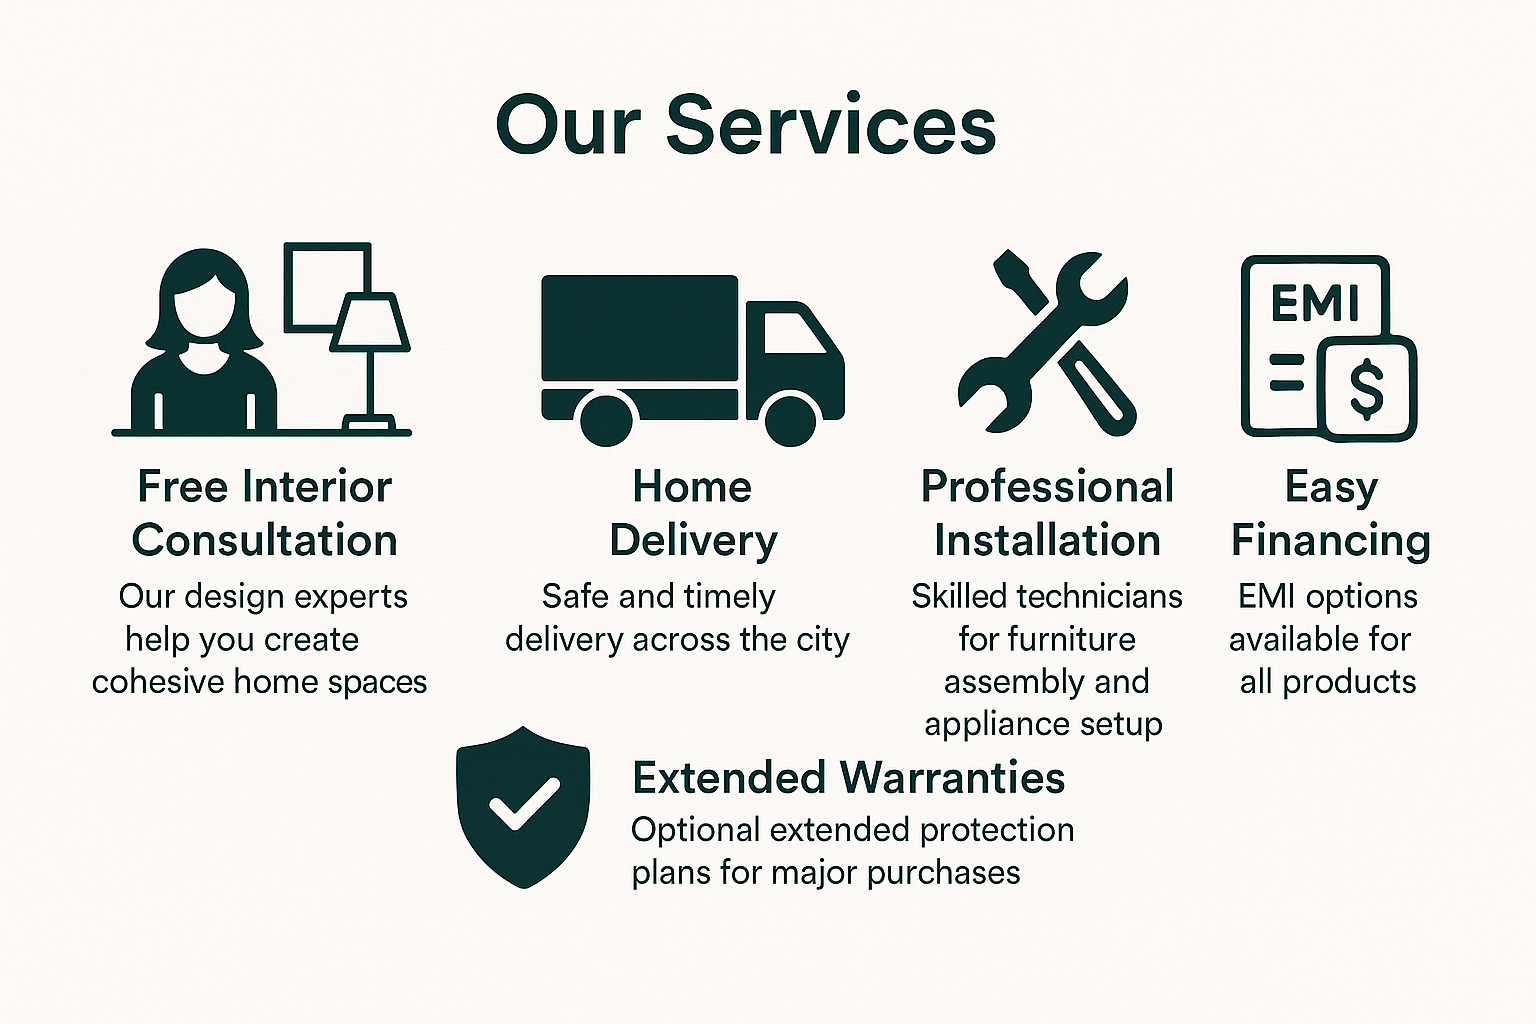 Our Services
EMI
$
Free Interior
Consultation
Our design experts
help you create
cohesive home spaces
Home
Delivery
Safe and timely
delivery across the city
Professional
Installation
Skilled technicians
for furniture
assembly and
appliance setup
Easy
Financing
EMI options
available for
all products
Extended Warranties
Optional extended protection
plans for major purchases